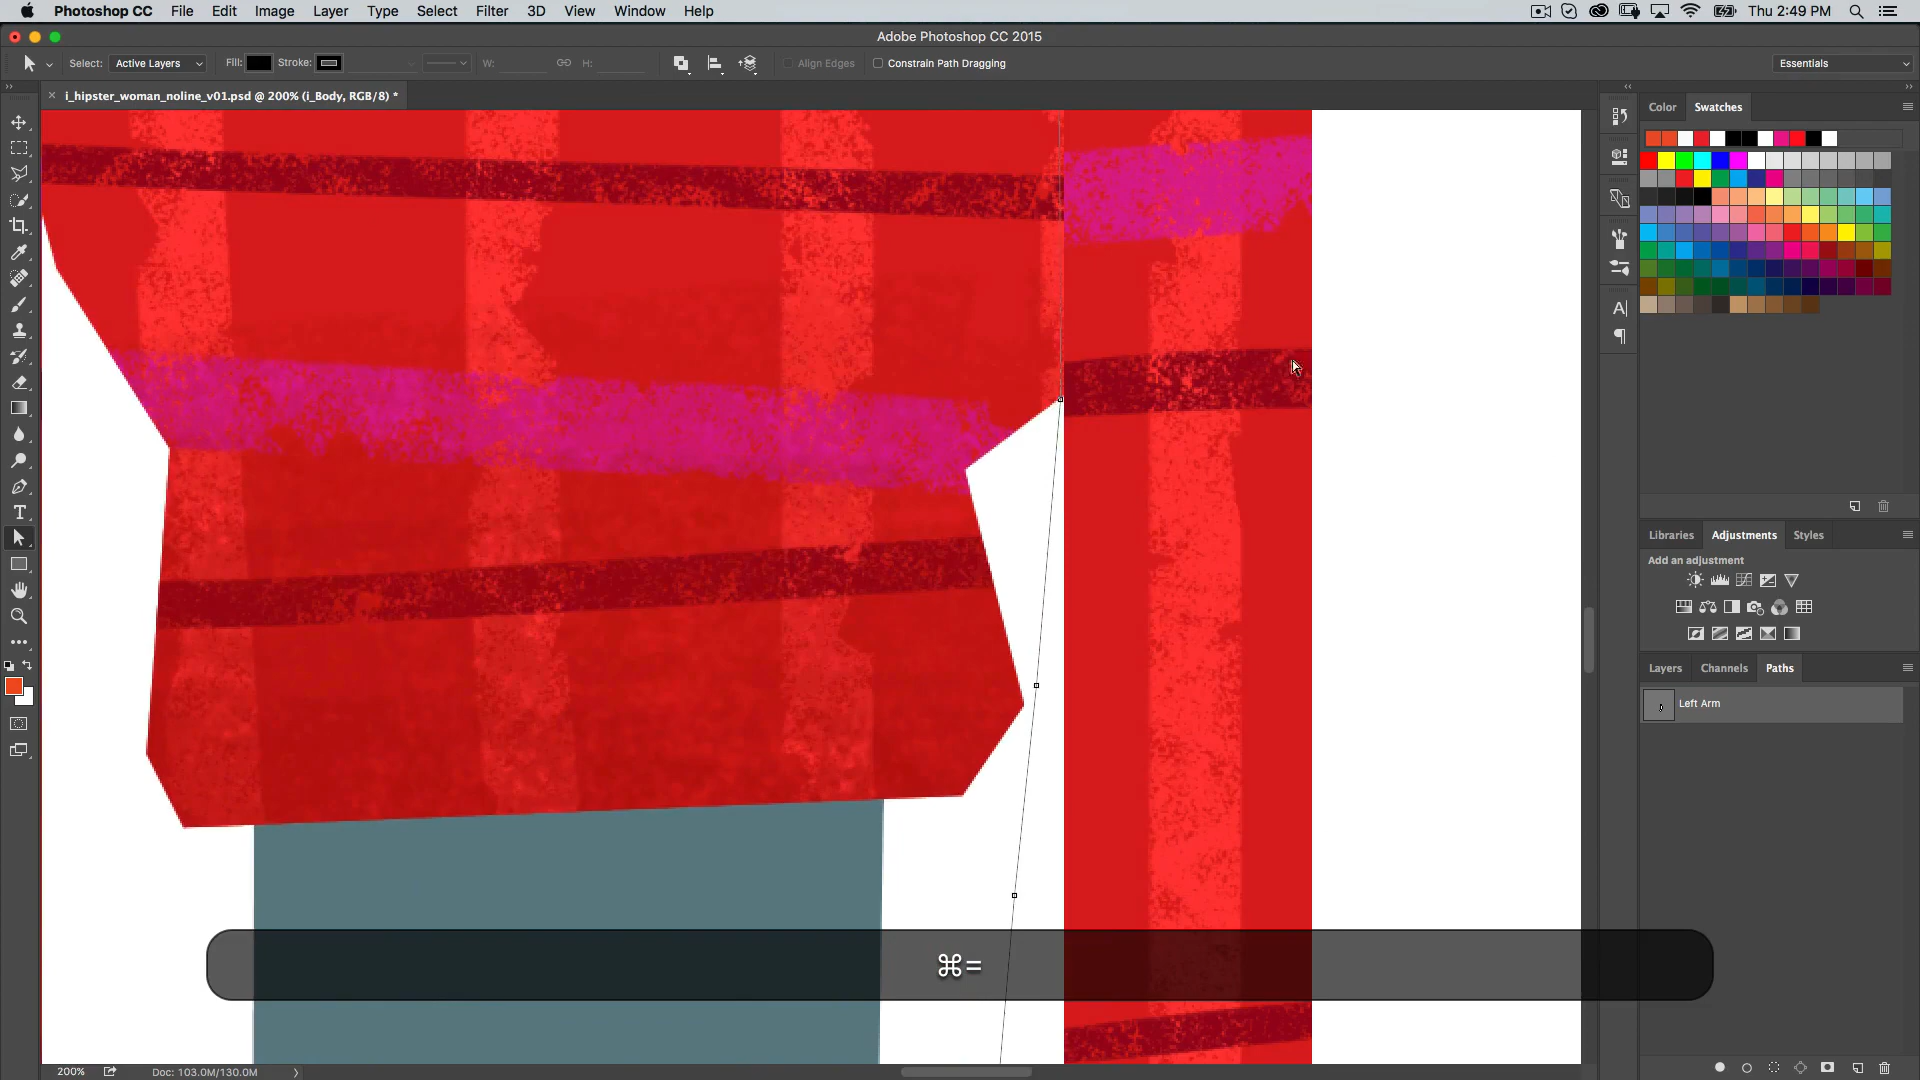 Photoshop CC File Edit Image Layer Type Select Filter 3D View Window Help Thu 2:49 PM
Adobe Photoshop CC 2015
Select: Active Layers Fill: Stroke: W: H: Align Edges Constrain Path Dragging Essentials
i_hipster_woman_noline_v01.psd @ 200% (i_Body, RGB/8) *
Color Swatches
Libraries Adjustments Styles
Add an adjustment
Layers Channels Paths
Left Arm
⌘=
200% Doc: 103.0M/130.0M